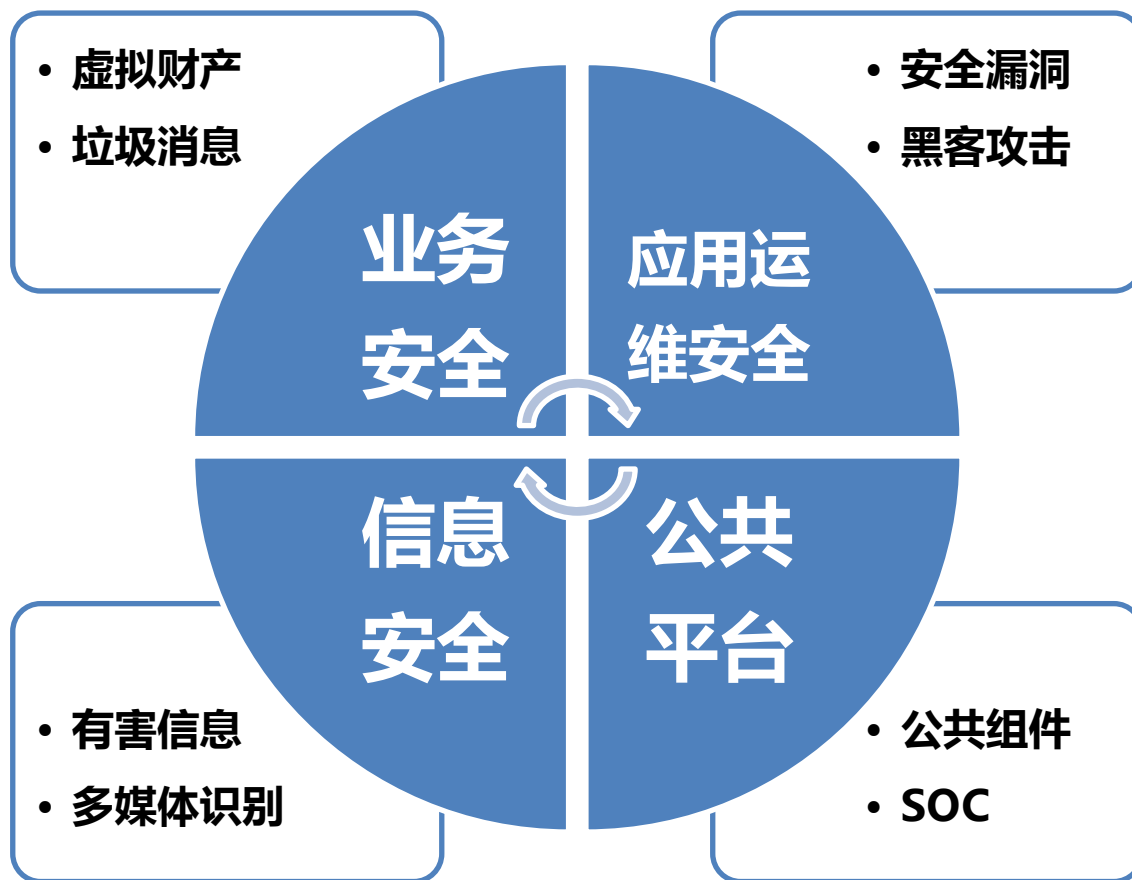 • 虚拟财产
• 垃圾消息
• 安全漏洞
• 黑客攻击
业务
安全
应用运
维安全
信息
安全
公共
平台
• 有害信息
• 多媒体识别
• 公共组件
• SOC